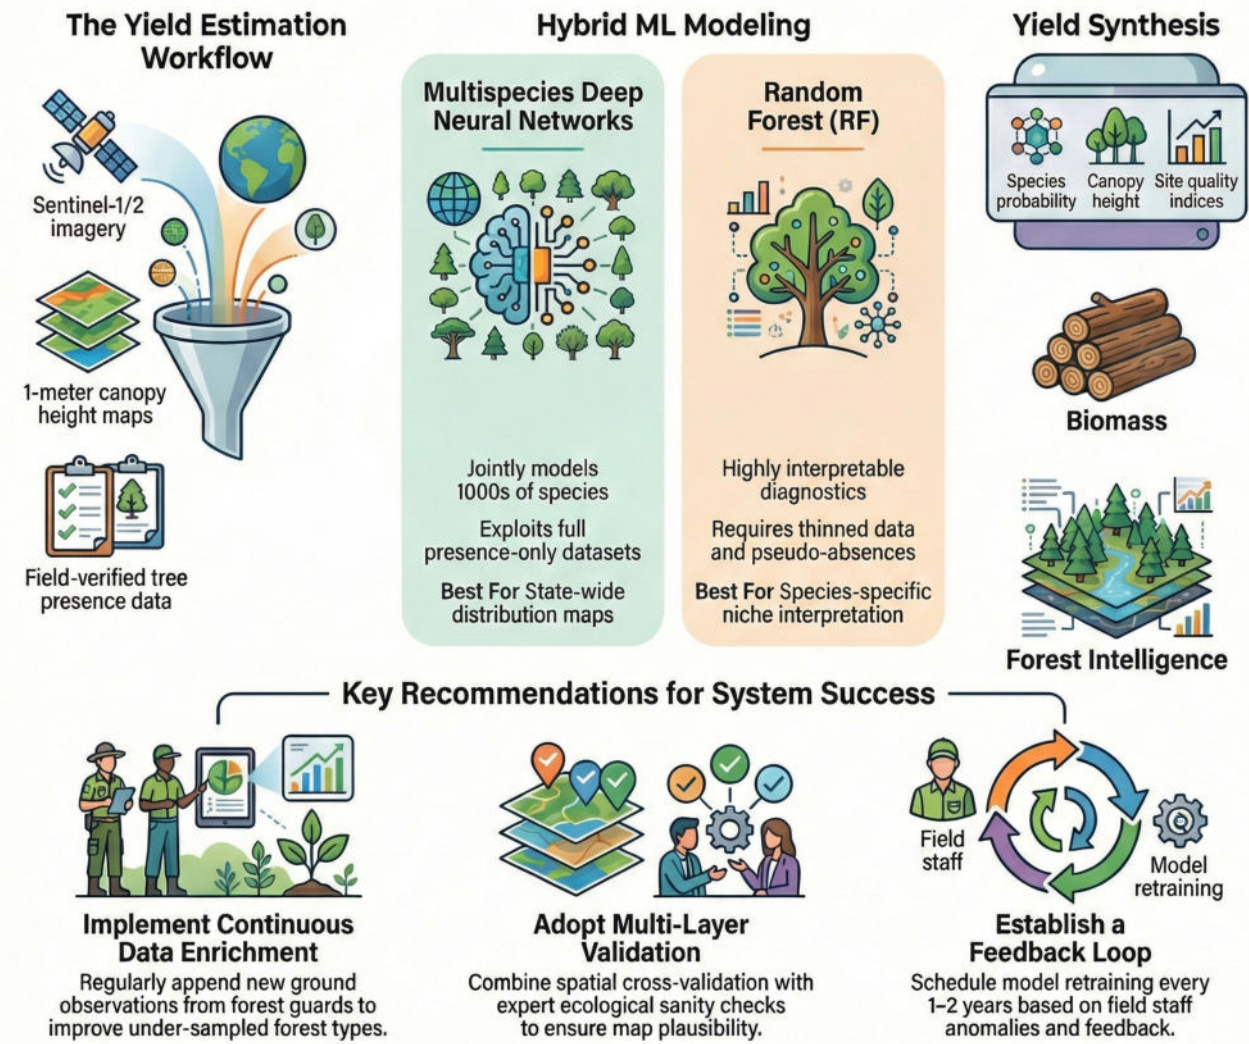 The Yield Estimation
Workflow
Sentinel-1/2
imagery
1-meter canopy
height maps
Field-verified tree
presence data
Hybrid ML Modeling
Multispecies Deep
Neural Networks
Jointly models
1000s of species
Exploits full
presence-only datasets
Best For State-wide
distribution maps
Random
Forest (RF)
Highly interpretable
diagnostics
Requires thinned data
and pseudo-absences
Best For Species-specific
niche interpretation
Yield Synthesis
Species
probability
Canopy
height
Site quality
indices
Biomass
Forest Intelligence
Key Recommendations for System Success
Implement Continuous
Data Enrichment
Regularly append new ground
observations from forest guards to
improve under-sampled forest types.
Adopt Multi-Layer
Validation
Combine spatial cross-validation with
expert ecological sanity checks
to ensure map plausibility.
Field
staff
Model
retraining
Establish a
Feedback Loop
Schedule model retraining every
1–2 years based on field staff
anomalies and feedback.